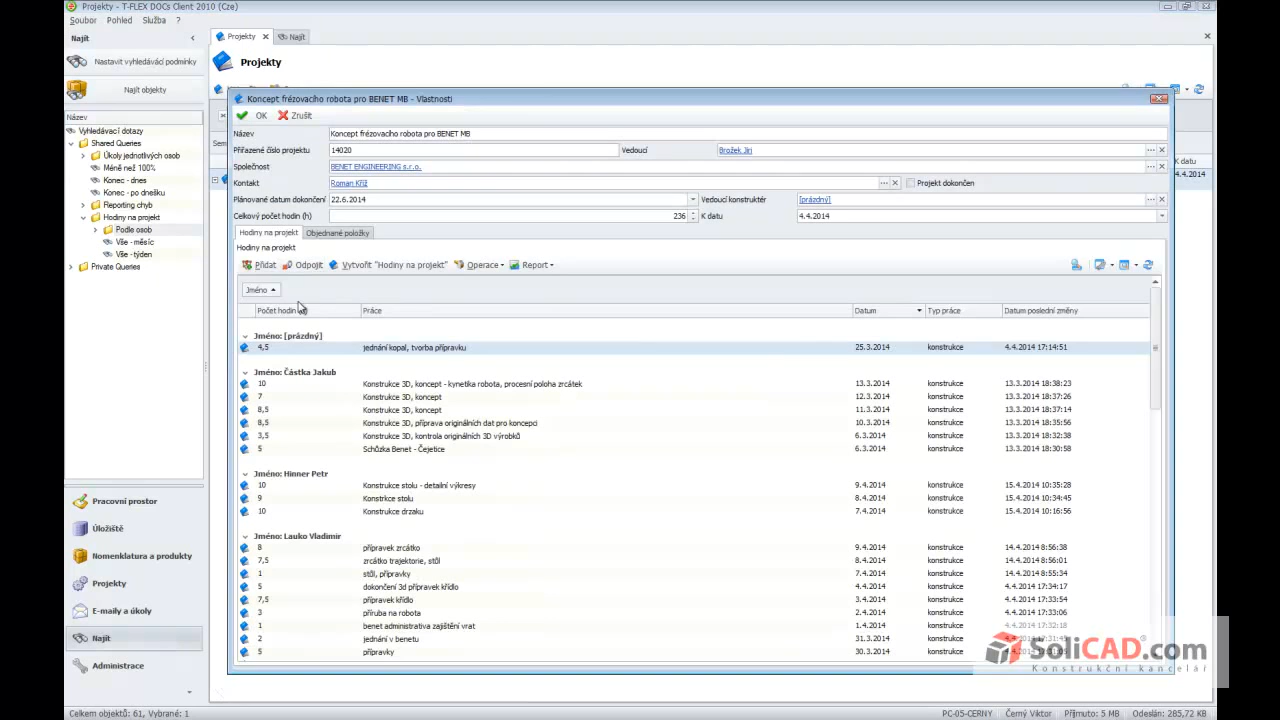 Projekty - T-FLEX DOCs Client 2010 (Cze)
Soubor Pohled Služba ?
Najít
Projekty Najít
Nastavit vyhledávací podmínky
Projekty
Najít objekty
Název
Vyhledávací dotazy
Shared Queries
Úkoly jednotlivých osob
Méně než 100%
Konec - dnes
Konec - po dnešku
Reporting chyb
Hodiny na projekt
Podle osob
Vše - měsíc
Vše - týden
Private Queries
Pracovní prostor
Úložiště
Nomenklatura a produkty
Projekty
E-maily a úkoly
Najít
Administrace
K datu
4.4.2014
Koncept frézovacího robota pro BENET MB - Vlastnosti
OK Zrušit
Název Koncept frézovacího robota pro BENET MB
Přiřazené číslo projektu 14020 Vedoucí Brožek Jiri
Společnost BENET ENGINEERING s.r.o.
Kontakt Roman Kříž Projekt dokončen
Plánované datum dokončení 22.6.2014 Vedoucí konstruktér [prázdný]
Celkový počet hodin (h) 236 K datu 4.4.2014
Hodiny na projekt Objednané položky
Hodiny na projekt
Přidat Odpojit Vytvořit "Hodiny na projekt" Operace Report
Jméno
Počet hodin Práce Datum Typ práce Datum poslední změny
Jméno: [prázdný]
4,5 jednání kopal, tvorba přípravku 25.3.2014 konstrukce 4.4.2014 17:14:51
Jméno: Částka Jakub
10 Konstrukce 3D, koncept - kynetika robota, procesní poloha zrcátek 13.3.2014 konstrukce 13.3.2014 18:38:23
7 Konstrukce 3D, koncept 12.3.2014 konstrukce 13.3.2014 18:37:26
8,5 Konstrukce 3D, koncept 11.3.2014 konstrukce 13.3.2014 18:37:14
8,5 Konstrukce 3D, příprava originálních dat pro koncepci 10.3.2014 konstrukce 13.3.2014 18:35:56
3,5 Konstrukce 3D, kontrola originálních 3D výrobků 6.3.2014 konstrukce 13.3.2014 18:32:38
5 Schůzka Benet - Čejetice 6.3.2014 konstrukce 13.3.2014 18:30:58
Jméno: Hinner Petr
10 Konstrukce stolu - detailní výkresy 9.4.2014 konstrukce 15.4.2014 10:35:28
9 Konstrkce stolu 8.4.2014 konstrukce 15.4.2014 10:34:45
10 Konstrukce drzaku 7.4.2014 konstrukce 15.4.2014 10:16:56
Jméno: Lauko Vladimir
8 přípravek zrcátko 9.4.2014 konstrukce 14.4.2014 8:56:38
7,5 zrcátko trajektorie, stůl 8.4.2014 konstrukce 14.4.2014 8:56:01
1 stůl, přípravky 7.4.2014 konstrukce 14.4.2014 8:55:34
5 dokončení 3d přípravek křídlo 4.4.2014 konstrukce 4.4.2014 17:34:17
7,5 přípravek křídlo 3.4.2014 konstrukce 4.4.2014 17:33:54
3 příruba na robota 2.4.2014 konstrukce 4.4.2014 17:33:06
1 benet administrativa zajištění vrat 1.4.2014 konstrukce 4.4.2014 17:32:18
2 jednání v benetu 31.3.2014 konstrukce
5 přípravky 30.3.2014 konstrukce
SoliCAD.com
Konstrukční kancelář
Celkem objektů: 61, Vybrané: 1 PC-05-CERNY Černý Viktor Přijmuto: 5 MB Odeslán: 285,72 KB